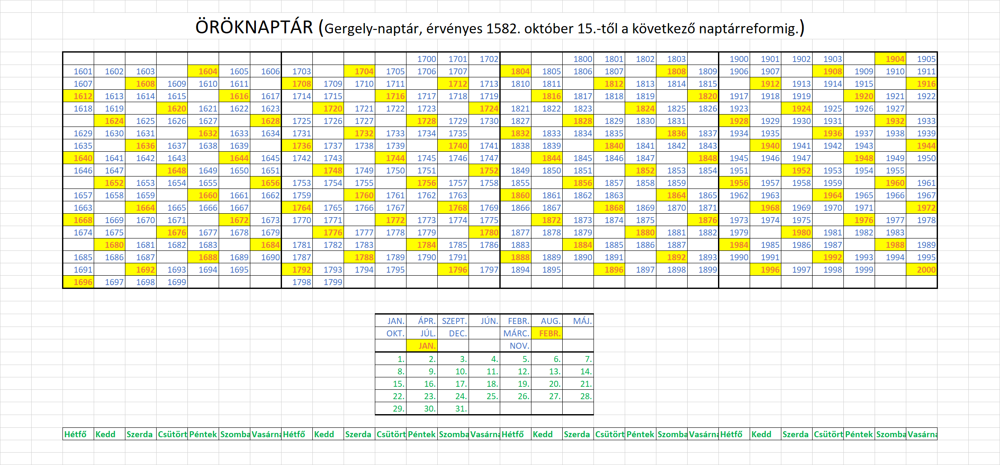 ÖRÖKNAPTÁR (Gergely-naptár, érvényes 1582. október 15.-től a következő naptárreformig.)
1700 1701 1702 1800 1801 1802 1803 1900 1901 1902 1903 1904 1905
1601 1602 1603 1604 1605 1606 1703 1704 1705 1706 1707 1804 1805 1806 1807 1808 1809 1906 1907 1908 1909 1910 1911
1607 1608 1609 1610 1611 1708 1709 1710 1711 1712 1713 1810 1811 1812 1813 1814 1815 1912 1913 1914 1915 1916
1612 1613 1614 1615 1616 1617 1714 1715 1716 1717 1718 1719 1816 1817 1818 1819 1820 1917 1918 1919 1920 1921 1922
1618 1619 1620 1621 1622 1623 1720 1721 1722 1723 1724 1821 1822 1823 1824 1825 1826 1923 1924 1925 1926 1927
1624 1625 1626 1627 1628 1725 1726 1727 1728 1729 1730 1827 1828 1829 1830 1831 1928 1929 1930 1931 1932 1933
1629 1630 1631 1632 1633 1634 1731 1732 1733 1734 1735 1832 1833 1834 1835 1836 1837 1934 1935 1936 1937 1938 1939
1635 1636 1637 1638 1639 1736 1737 1738 1739 1740 1741 1838 1839 1840 1841 1842 1843 1940 1941 1942 1943 1944
1640 1641 1642 1643 1644 1645 1742 1743 1744 1745 1746 1747 1844 1845 1846 1847 1848 1945 1946 1947 1948 1949 1950
1646 1647 1648 1649 1650 1651 1748 1749 1750 1751 1752 1849 1850 1851 1852 1853 1854 1951 1952 1953 1954 1955
1652 1653 1654 1655 1656 1753 1754 1755 1756 1757 1758 1855 1856 1857 1858 1859 1956 1957 1958 1959 1960 1961
1657 1658 1659 1660 1661 1662 1759 1760 1761 1762 1763 1860 1861 1862 1863 1864 1865 1962 1963 1964 1965 1966 1967
1663 1664 1665 1666 1667 1764 1765 1766 1767 1768 1769 1866 1867 1868 1869 1870 1871 1968 1969 1970 1971 1972
1668 1669 1670 1671 1672 1673 1770 1771 1772 1773 1774 1775 1872 1873 1874 1875 1876 1973 1974 1975 1976 1977 1978
1674 1675 1676 1677 1678 1679 1776 1777 1778 1779 1780 1877 1878 1879 1880 1881 1882 1979 1980 1981 1982 1983
1680 1681 1682 1683 1684 1781 1782 1783 1784 1785 1786 1883 1884 1885 1886 1887 1984 1985 1986 1987 1988 1989
1685 1686 1687 1688 1689 1690 1787 1788 1789 1790 1791 1888 1889 1890 1891 1892 1893 1990 1991 1992 1993 1994 1995
1691 1692 1693 1694 1695 1792 1793 1794 1795 1796 1797 1894 1895 1896 1897 1898 1899 1996 1997 1998 1999 2000
1696 1697 1698 1699 1798 1799
JAN. ÁPR. SZEPT. JÚN. FEBR. AUG. MÁJ.
OKT. JÚL. DEC. MÁRC. FEBR.
JAN. NOV.
1. 2. 3. 4. 5. 6. 7.
8. 9. 10. 11. 12. 13. 14.
15. 16. 17. 18. 19. 20. 21.
22. 23. 24. 25. 26. 27. 28.
29. 30. 31.
Hétfő Kedd Szerda Csütört Péntek Szomba Vasárna Hétfő Kedd Szerda Csütört Péntek Szomba Vasárna Hétfő Kedd Szerda Csütört Péntek Szomba Vasárna Hétfő Kedd Szerda Csütört Péntek Szomba Vasárna